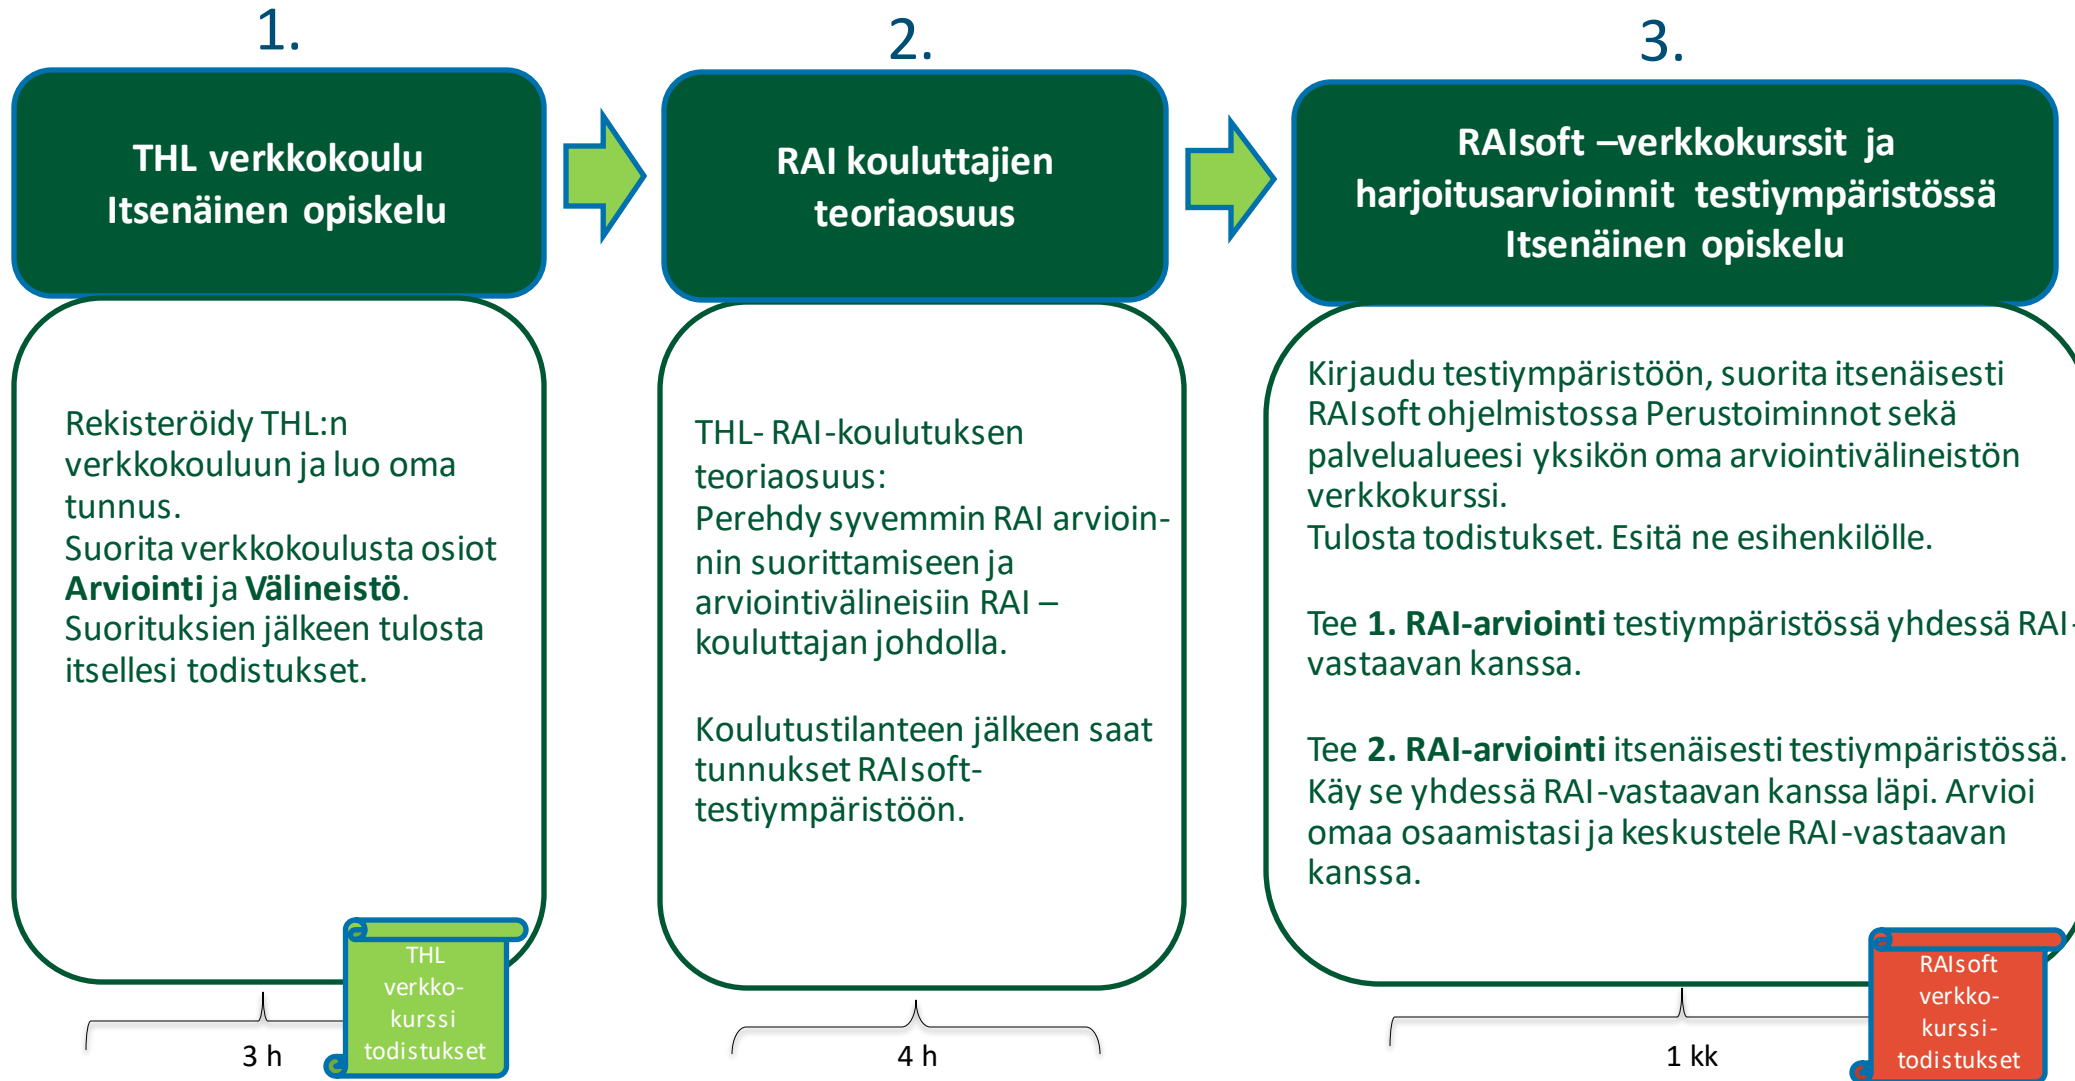 1.
THL verkkokoulu
Itsenäinen opiskelu
Rekisteröidy THL:n
verkkokouluun ja luo oma
tunnus.
Suorita verkkokoulusta osiot
Arviointi ja Välineistö.
Suorituksien jälkeen tulosta
itsellesi todistukset.
THL
verkko-
kurssi
todistukset
3 h
2.
RAI kouluttajien
teoriaosuus
THL- RAI-koulutuksen
teoriaosuus:
Perehdy syvemmin RAI arvioin-
nin suorittamiseen ja
arviointivälineisiin RAI –
kouluttajan johdolla.
Koulutustilanteen jälkeen saat
tunnukset RAIsoft-
testiympäristöön.
4 h
3.
RAIsoft –verkkokurssit ja
harjoitusarvioinnit testiympäristössä
Itsenäinen opiskelu
Kirjaudu testiympäristöön, suorita itsenäisesti
RAIsoft ohjelmistossa Perustoiminnot sekä
palvelualueesi yksikön oma arviointivälineistön
verkkokurssi.
Tulosta todistukset. Esitä ne esihenkilölle.
Tee 1. RAI-arviointi testiympäristössä yhdessä RAI-
vastaavan kanssa.
Tee 2. RAI-arviointi itsenäisesti testiympäristössä.
Käy se yhdessä RAI-vastaavan kanssa läpi. Arvioi
omaa osaamistasi ja keskustele RAI-vastaavan
kanssa.
RAIsoft
verkko-
kurssi-
todistukset
1 kk